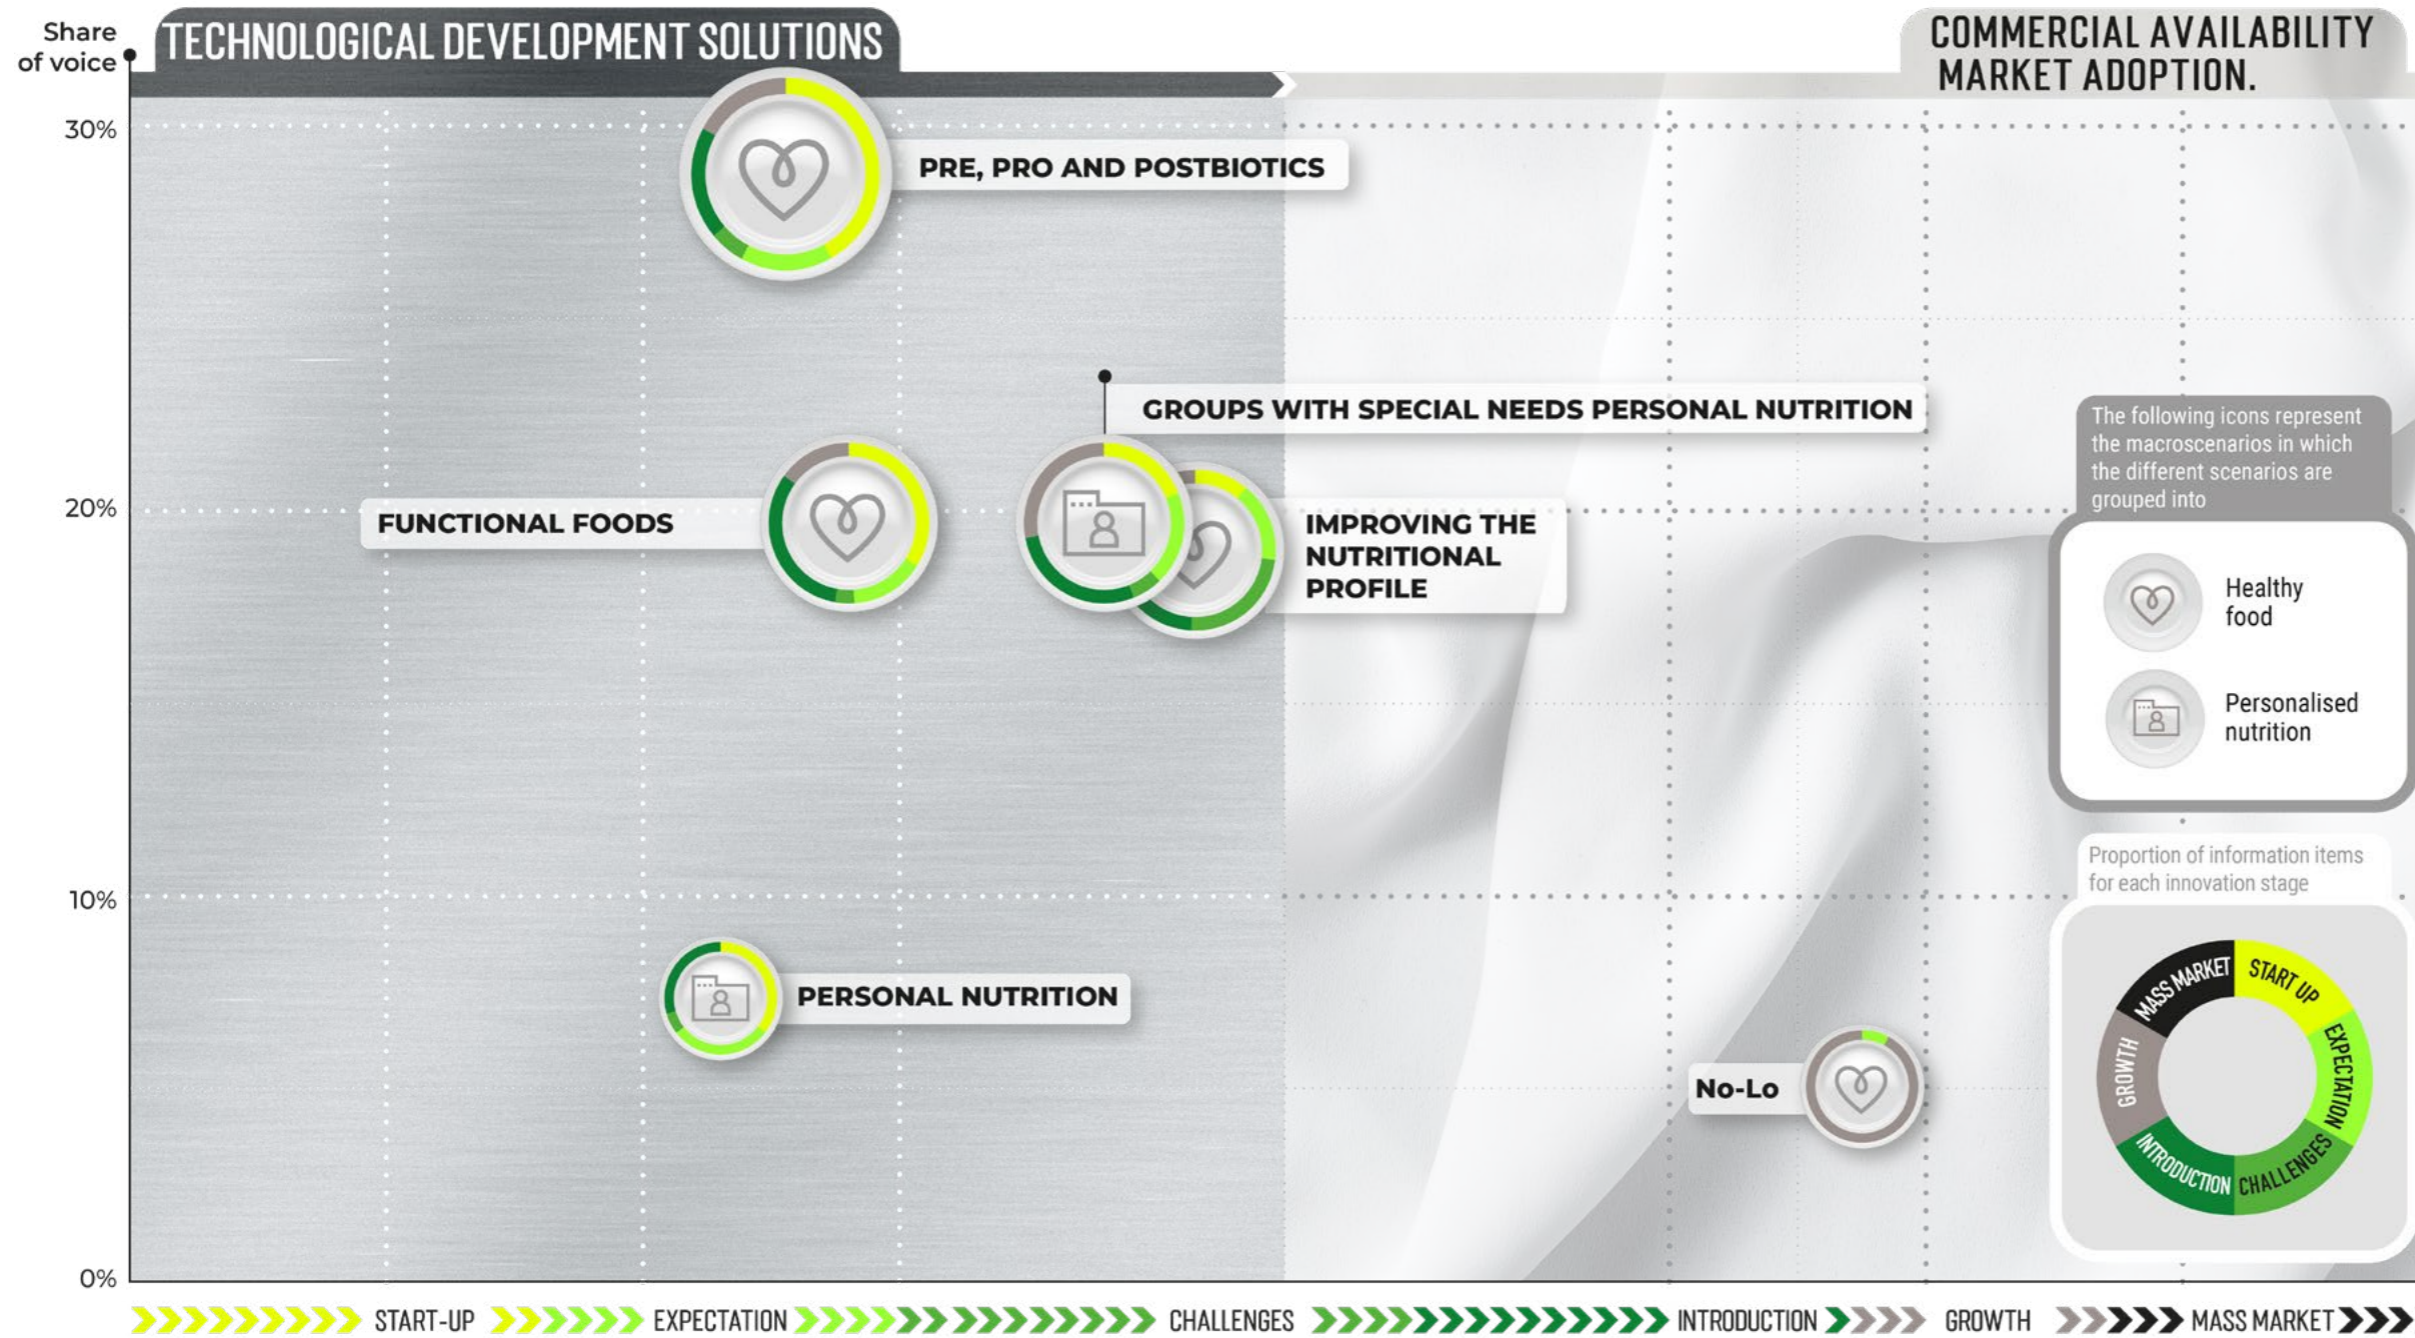 Share
of voice
TECHNOLOGICAL DEVELOPMENT SOLUTIONS
COMMERCIAL AVAILABILITY
MARKET ADOPTION.
30%
PRE, PRO AND POSTBIOTICS
GROUPS WITH SPECIAL NEEDS PERSONAL NUTRITION
The following icons represent
the macroscenarios in which
the different scenarios are
grouped into
20%
FUNCTIONAL FOODS
IMPROVING THE
NUTRITIONAL
PROFILE
Healthy
food
Personalised
nutrition
Proportion of information items
for each innovation stage
10%
PERSONAL NUTRITION
No-Lo
MASS MARKET
START UP
EXPECTATION
CHALLENGES
INTRODUCTION
GROWTH
0%
START-UP EXPECTATION CHALLENGES INTRODUCTION GROWTH MASS MARKET